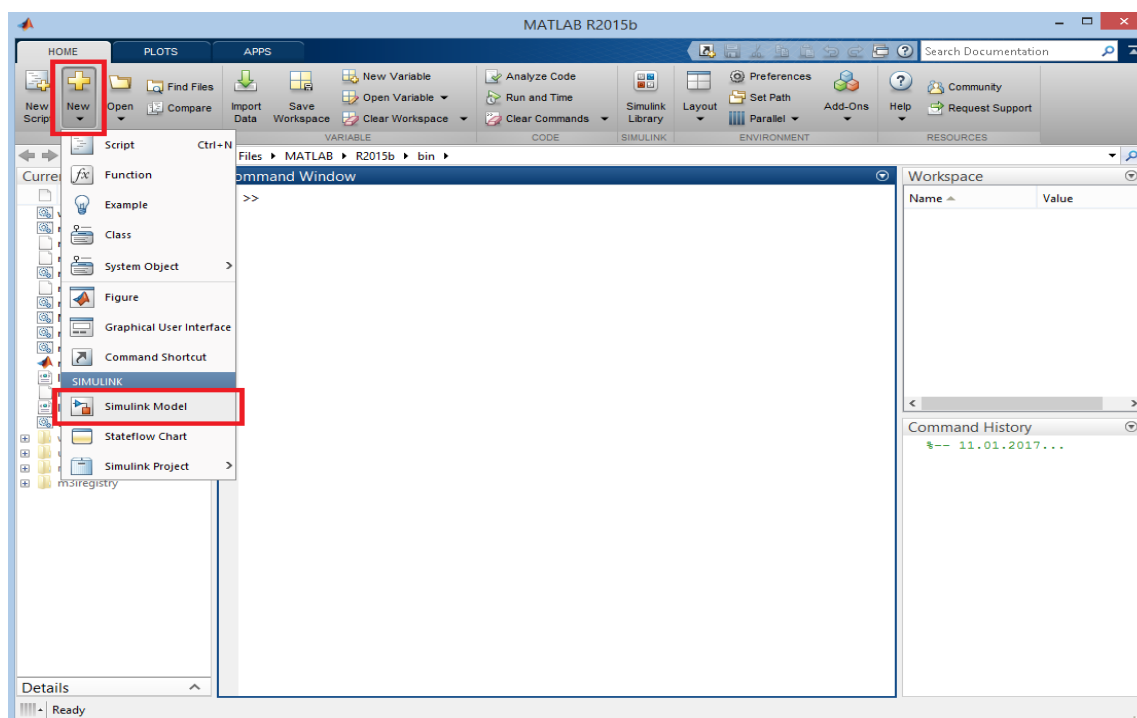 MATLAB R2015b
HOME PLOTS APPS
Search Documentation
New Script
New
Open
Find Files
Compare
Import Data
Save Workspace
New Variable
Open Variable
Clear Workspace
Analyze Code
Run and Time
Clear Commands
Simulink Library
Layout
Preferences
Set Path
Parallel
Add-Ons
Help
Community
Request Support
VARIABLE CODE SIMULINK ENVIRONMENT RESOURCES
Files MATLAB R2015b bin
Script Ctrl+N
Function
Example
Class
System Object
Figure
Graphical User Interface
Command Shortcut
SIMULINK
Simulink Model
Stateflow Chart
Simulink Project
m3iregistry
Details
ommand Window
>>
Workspace
Name Value
Command History
%-- 11.01.2017...
Ready